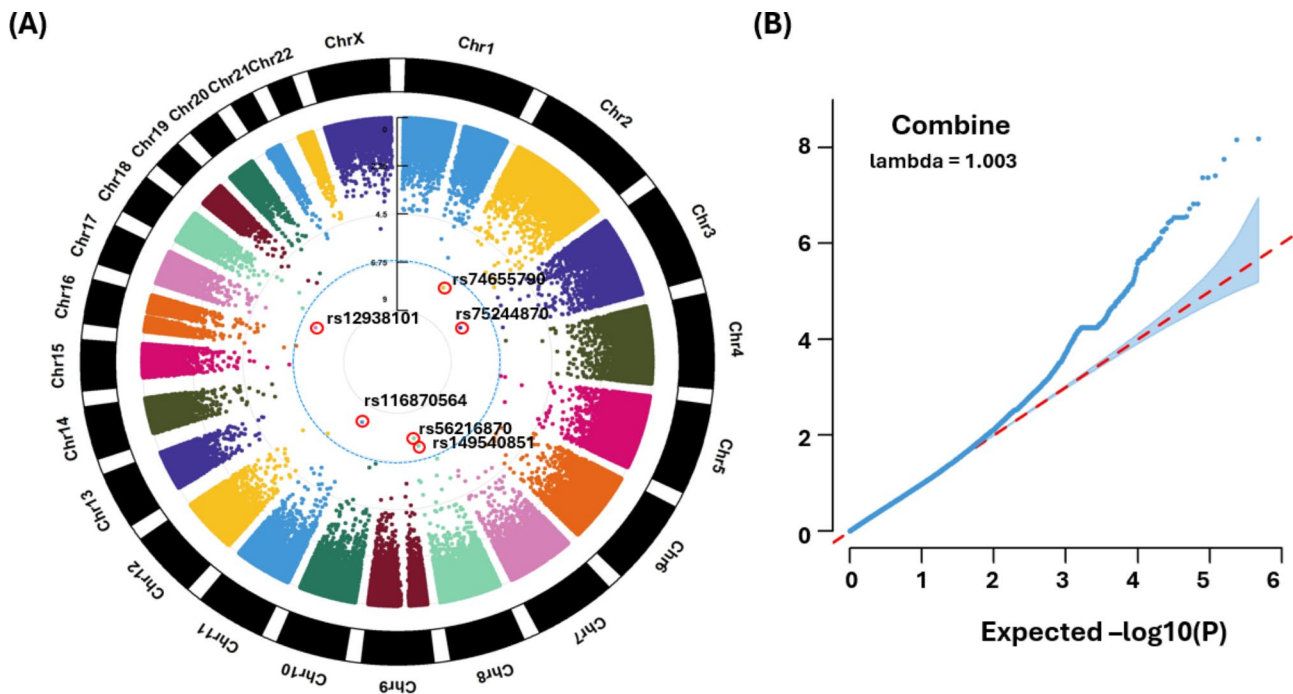 (A)
(B)
ChrX
Chr1
Chr2
Chr3
Chr4
Chr5
Chr6
Chr7
Chr8
Chr9
Chr10
Chr11
Chr12
Chr13
Chr14
Chr15
Chr16
Chr17
Chr18
Chr19
Chr20
Chr21
Chr22
0
4.5
6.75
9
rs74655790
rs75244870
rs12938101
rs116870564
rs56216870
rs149540851
Combine
lambda = 1.003
8
6
4
2
0
0 1 2 3 4 5 6
Expected –log10(P)